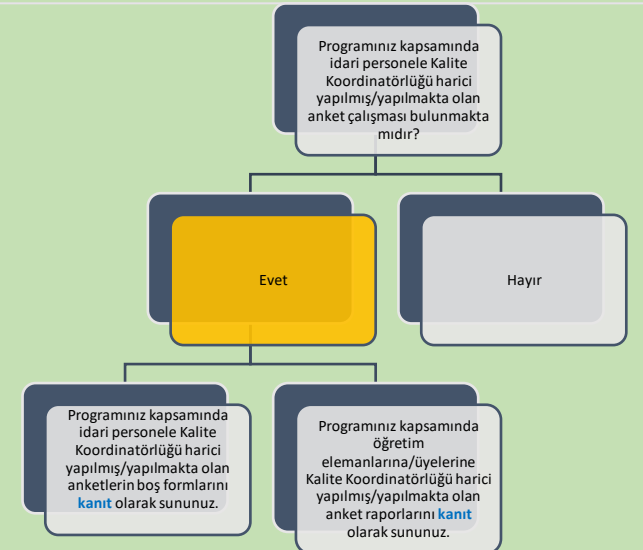 Programınız kapsamında
idari personele Kalite
Koordinatörlüğü harici
yapılmış/yapılmakta olan
anket çalışması bulunmakta
mıdır?
Evet
Hayır
Programınız kapsamında
idari personele Kalite
Koordinatörlüğü harici
yapılmış/yapılmakta olan
anketlerin boş formlarını
kanıt olarak sununuz.
Programınız kapsamında
öğretim
elemanlarına/üyelerine
Kalite Koordinatörlüğü harici
yapılmış/yapılmakta olan
anket raporlarını kanıt
olarak sununuz.